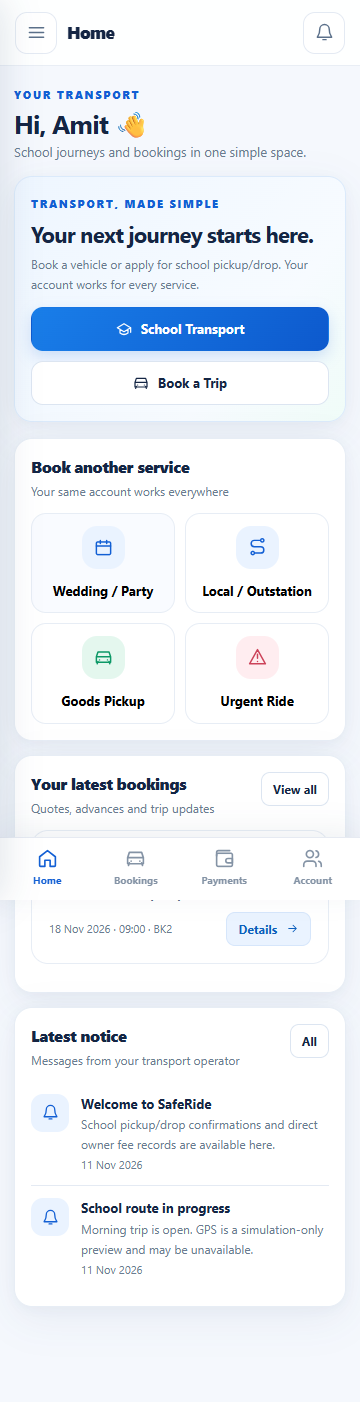 Home
YOUR TRANSPORT
Hi, Amit 👋
School journeys and bookings in one simple space.
TRANSPORT, MADE SIMPLE
Your next journey starts here.
Book a vehicle or apply for school pickup/drop. Your
account works for every service.
School Transport
Book a Trip
Book another service
Your same account works everywhere
Wedding / Party
Local / Outstation
Goods Pickup
Urgent Ride
Your latest bookings
View all
Quotes, advances and trip updates
Home
Bookings
Payments
Account
18 Nov 2026 · 09:00 · BK2
Details →
Latest notice
All
Messages from your transport operator
Welcome to SafeRide
School pickup/drop confirmations and direct
owner fee records are available here.
11 Nov 2026
School route in progress
Morning trip is open. GPS is a simulation-only
preview and may be unavailable.
11 Nov 2026